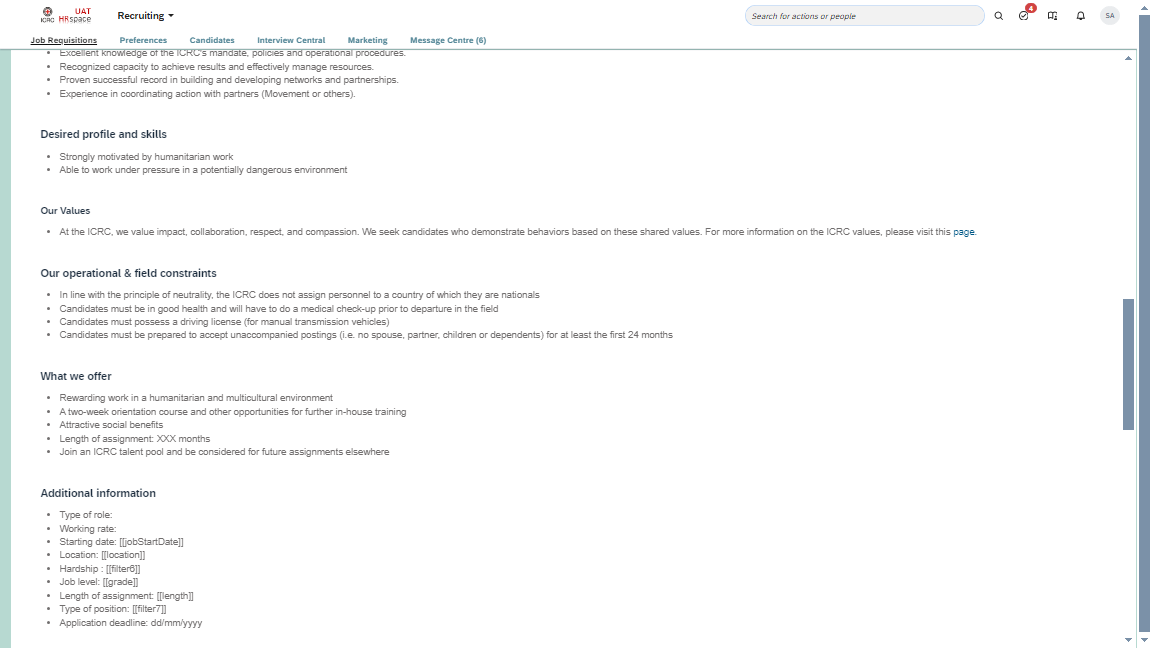 ICRC
UAT
HRspace
Recruiting
Search for actions or people
4
SA
Job Requisitions Preferences Candidates Interview Central Marketing Message Centre (6)
Excellent knowledge of the ICRC's mandate, policies and operational procedures.
Recognized capacity to achieve results and effectively manage resources.
Proven successful record in building and developing networks and partnerships.
Experience in coordinating action with partners (Movement or others).
Desired profile and skills
Strongly motivated by humanitarian work
Able to work under pressure in a potentially dangerous environment
Our Values
At the ICRC, we value impact, collaboration, respect, and compassion. We seek candidates who demonstrate behaviors based on these shared values. For more information on the ICRC values, please visit this page.
Our operational & field constraints
In line with the principle of neutrality, the ICRC does not assign personnel to a country of which they are nationals
Candidates must be in good health and will have to do a medical check-up prior to departure in the field
Candidates must possess a driving license (for manual transmission vehicles)
Candidates must be prepared to accept unaccompanied postings (i.e. no spouse, partner, children or dependents) for at least the first 24 months
What we offer
Rewarding work in a humanitarian and multicultural environment
A two-week orientation course and other opportunities for further in-house training
Attractive social benefits
Length of assignment: XXX months
Join an ICRC talent pool and be considered for future assignments elsewhere
Additional information
Type of role:
Working rate:
Starting date: [[jobStartDate]]
Location: [[location]]
Hardship : [[filter6]]
Job level: [[grade]]
Length of assignment: [[length]]
Type of position: [[filter7]]
Application deadline: dd/mm/yyyy